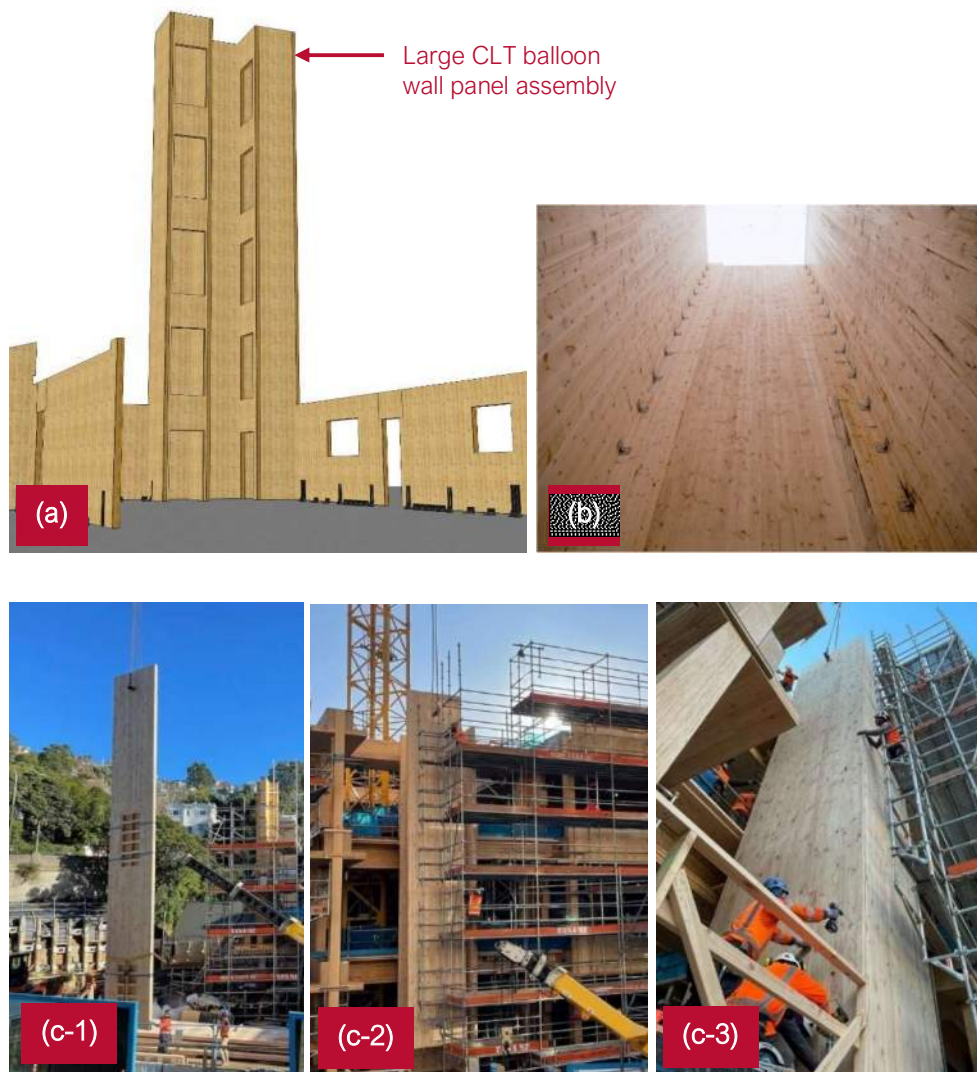 Large CLT balloon
wall panel assembly
(a)
(b)
(c-1)
(c-2)
(c-3)